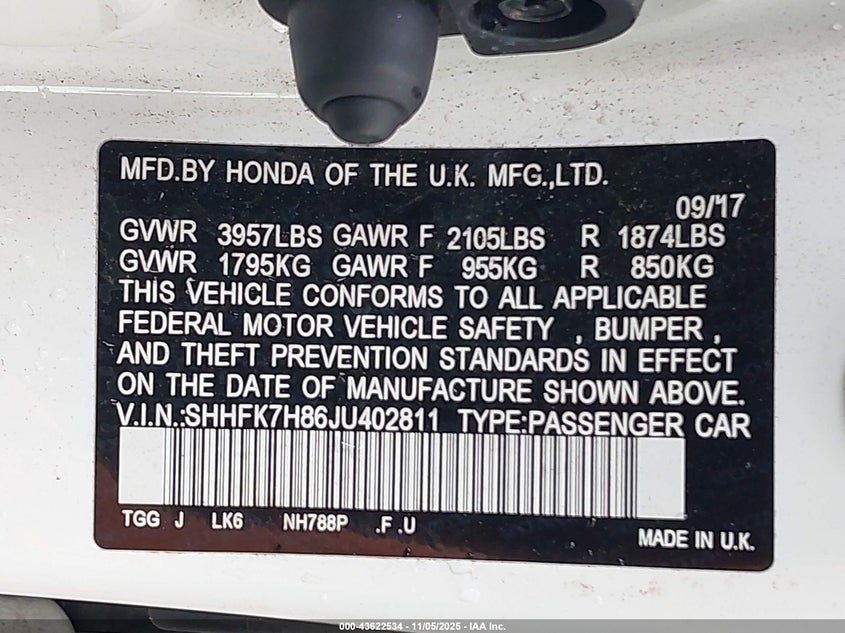 MFD.BY HONDA OF THE U.K. MFG.,LTD.
09/17
GVWR 3957LBS GAWR F 2105LBS R 1874LBS
GVWR 1795KG GAWR F 955KG R 850KG
THIS VEHICLE CONFORMS TO ALL APPLICABLE
FEDERAL MOTOR VEHICLE SAFETY , BUMPER ,
AND THEFT PREVENTION STANDARDS IN EFFECT
ON THE DATE OF MANUFACTURE SHOWN ABOVE.
V.I.N.:SHHFK7H86JU402811 TYPE:PASSENGER CAR
TGG J LK6 NH788P .F .U
MADE IN U.K.
000-43622534 - 11/05/2025 - IAA Inc.